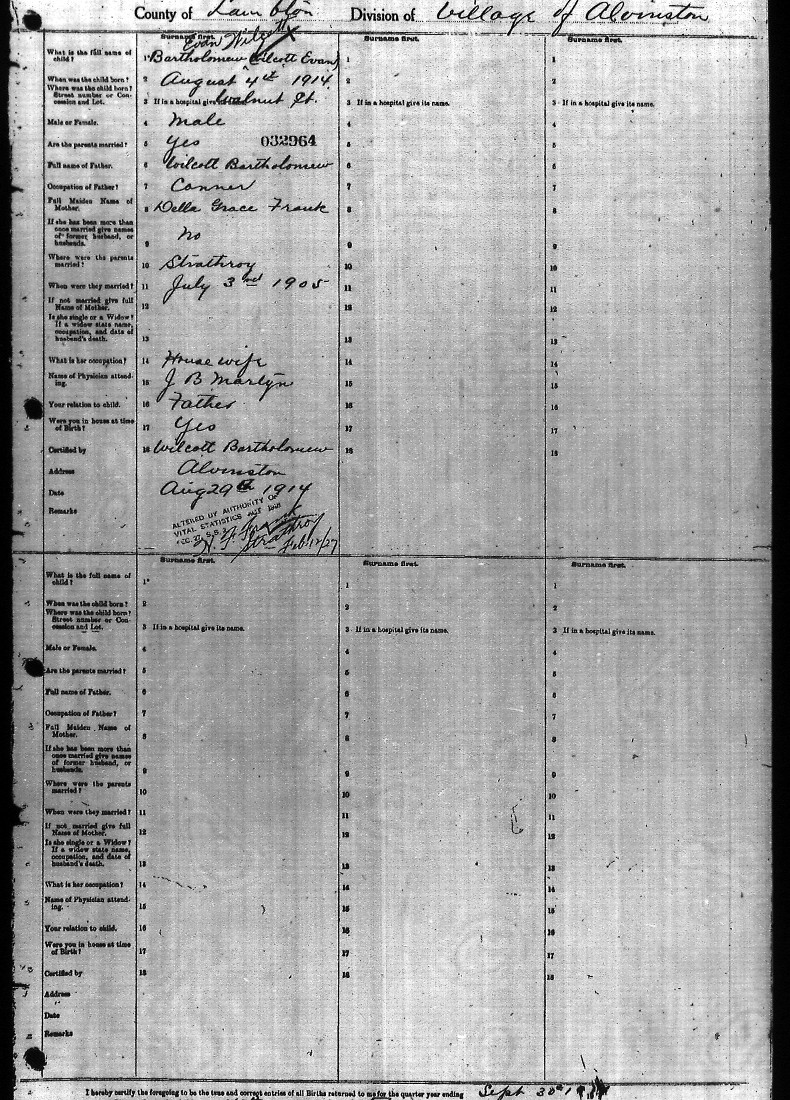 County of Lambton Division of Village of Alvinston
Surname first. Surname first. Surname first.
Evan Wilcott
What is the full name of child? 1 Bartholomew (Wilcott Evan) 1 1
When was the child born? 2 August 4th 1914. 2 2
Where was the child born? Street number or Concession and Lot. 3 If in a hospital give its name. Walnut St. 3 If in a hospital give its name. 3 If in a hospital give its name.
Male or Female. 4 Male 4 4
Are the parents married? 5 Yes 032964 5 5
Full name of Father. 6 Wilcott Bartholomew 6 6
Occupation of Father? 7 Canner 7 7
Full Maiden Name of Mother. 8 Della Grace Frank 8 8
If she has been more than once married give names of former husband, or husbands. 9 No 9 9
Where were the parents married? 10 Strathroy 10 10
When were they married? 11 July 3rd 1905 11 11
If not married give full Name of Mother. 12 12 12
Is she single or a Widow? If a widow state name, occupation, and date of husband's death. 13 13 13
What is her occupation? 14 House wife 14 14
Name of Physician attending. 15 J B Martyn 15 15
Your relation to child. 16 Father 16 16
Were you in house at time of Birth? 17 Yes 17 17
Certified by 18 Wilcott Bartholomew 18 18
Address Alvinston
Date Aug 29th 1914
Remarks
ALTERED BY AUTHORITY OF
VITAL STATISTICS ACT
H. F. Frank
Strathroy
Feb 12/27
Surname first. Surname first. Surname first.
What is the full name of child? 1 1 1
When was the child born? 2 2 2
Where was the child born? Street number or Concession and Lot. 3 If in a hospital give its name. 3 If in a hospital give its name. 3 If in a hospital give its name.
Male or Female. 4 4 4
Are the parents married? 5 5 5
Full name of Father. 6 6 6
Occupation of Father? 7 7 7
Full Maiden Name of Mother. 8 8 8
If she has been more than once married give names of former husband, or husbands. 9 9 9
Where were the parents married? 10 10 10
When were they married? 11 11 11
If not married give full Name of Mother. 12 12 12
Is she single or a Widow? If a widow state name, occupation, and date of husband's death. 13 13 13
What is her occupation? 14 14 14
Name of Physician attending. 15 15 15
Your relation to child. 16 16 16
Were you in house at time of Birth? 17 17 17
Certified by 18 18 18
Address
Date
Remarks
I hereby certify the foregoing to be the true and correct entries of all Births returned to me for the quarter year ending Sept 30th